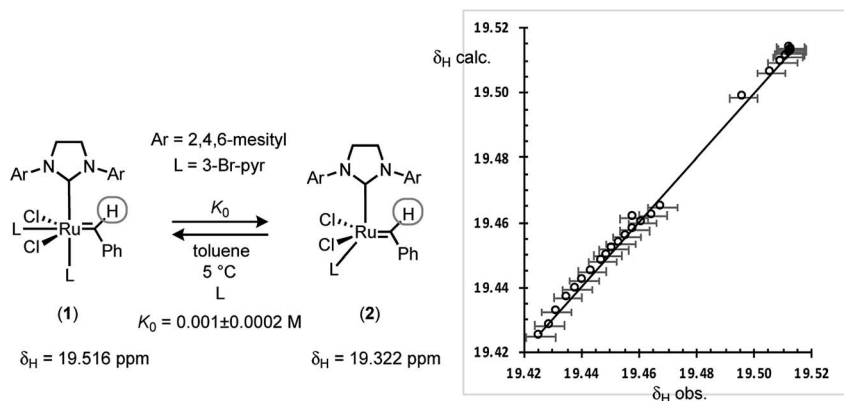 Ar = 2,4,6-mesityl
L = 3-Br-pyr
Ar N N Ar
Cl H
L Ru
Cl Ph
L
(1)
δH = 19.516 ppm
K0
toluene
5 °C
L
K0 = 0.001±0.0002 M
Ar N N Ar
Cl H
Cl Ru
L Ph
(2)
δH = 19.322 ppm
δH calc.
19.52
19.50
19.48
19.46
19.44
19.42
19.42 19.44 19.46 19.48 19.50 19.52
δH obs.